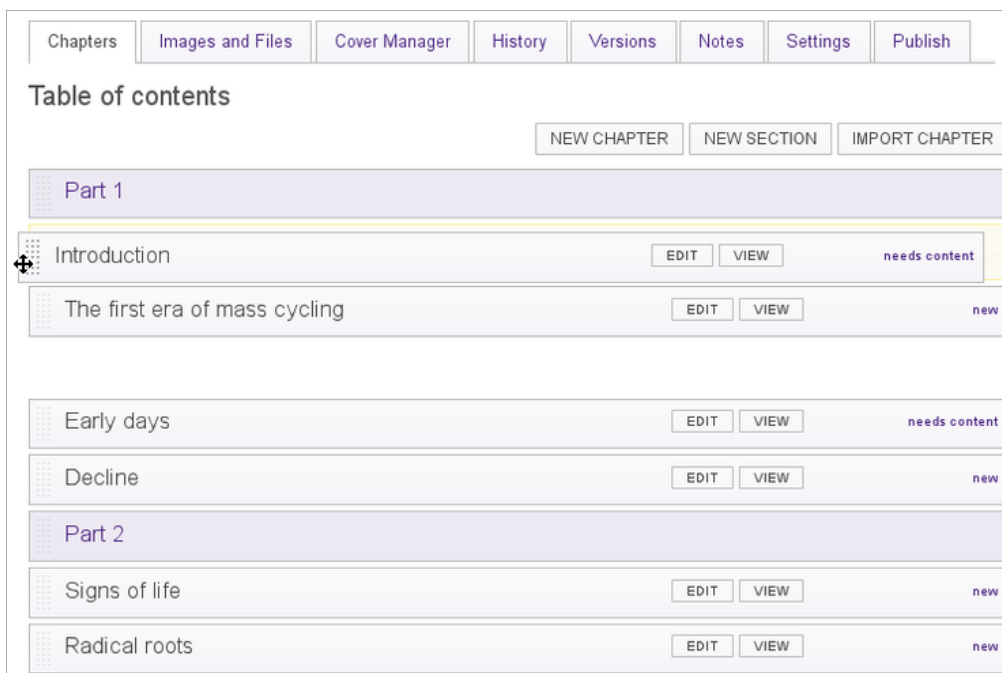 Chapters Images and Files Cover Manager History Versions Notes Settings Publish
Table of contents
NEW CHAPTER NEW SECTION IMPORT CHAPTER
Part 1
Introduction EDIT VIEW needs content
The first era of mass cycling EDIT VIEW new
Early days EDIT VIEW needs content
Decline EDIT VIEW new
Part 2
Signs of life EDIT VIEW new
Radical roots EDIT VIEW new